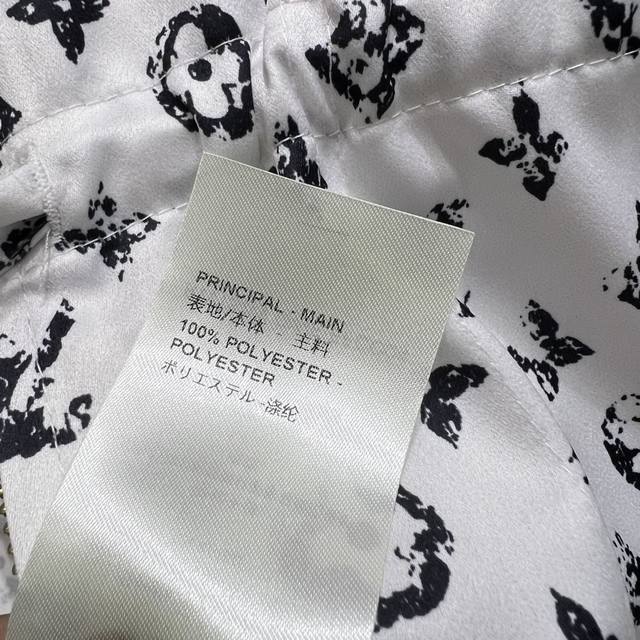 PRINCIPAL - MAIN
表地/本体 - 主料
100% POLYESTER -
POLYESTER
ポリエステル-涤纶